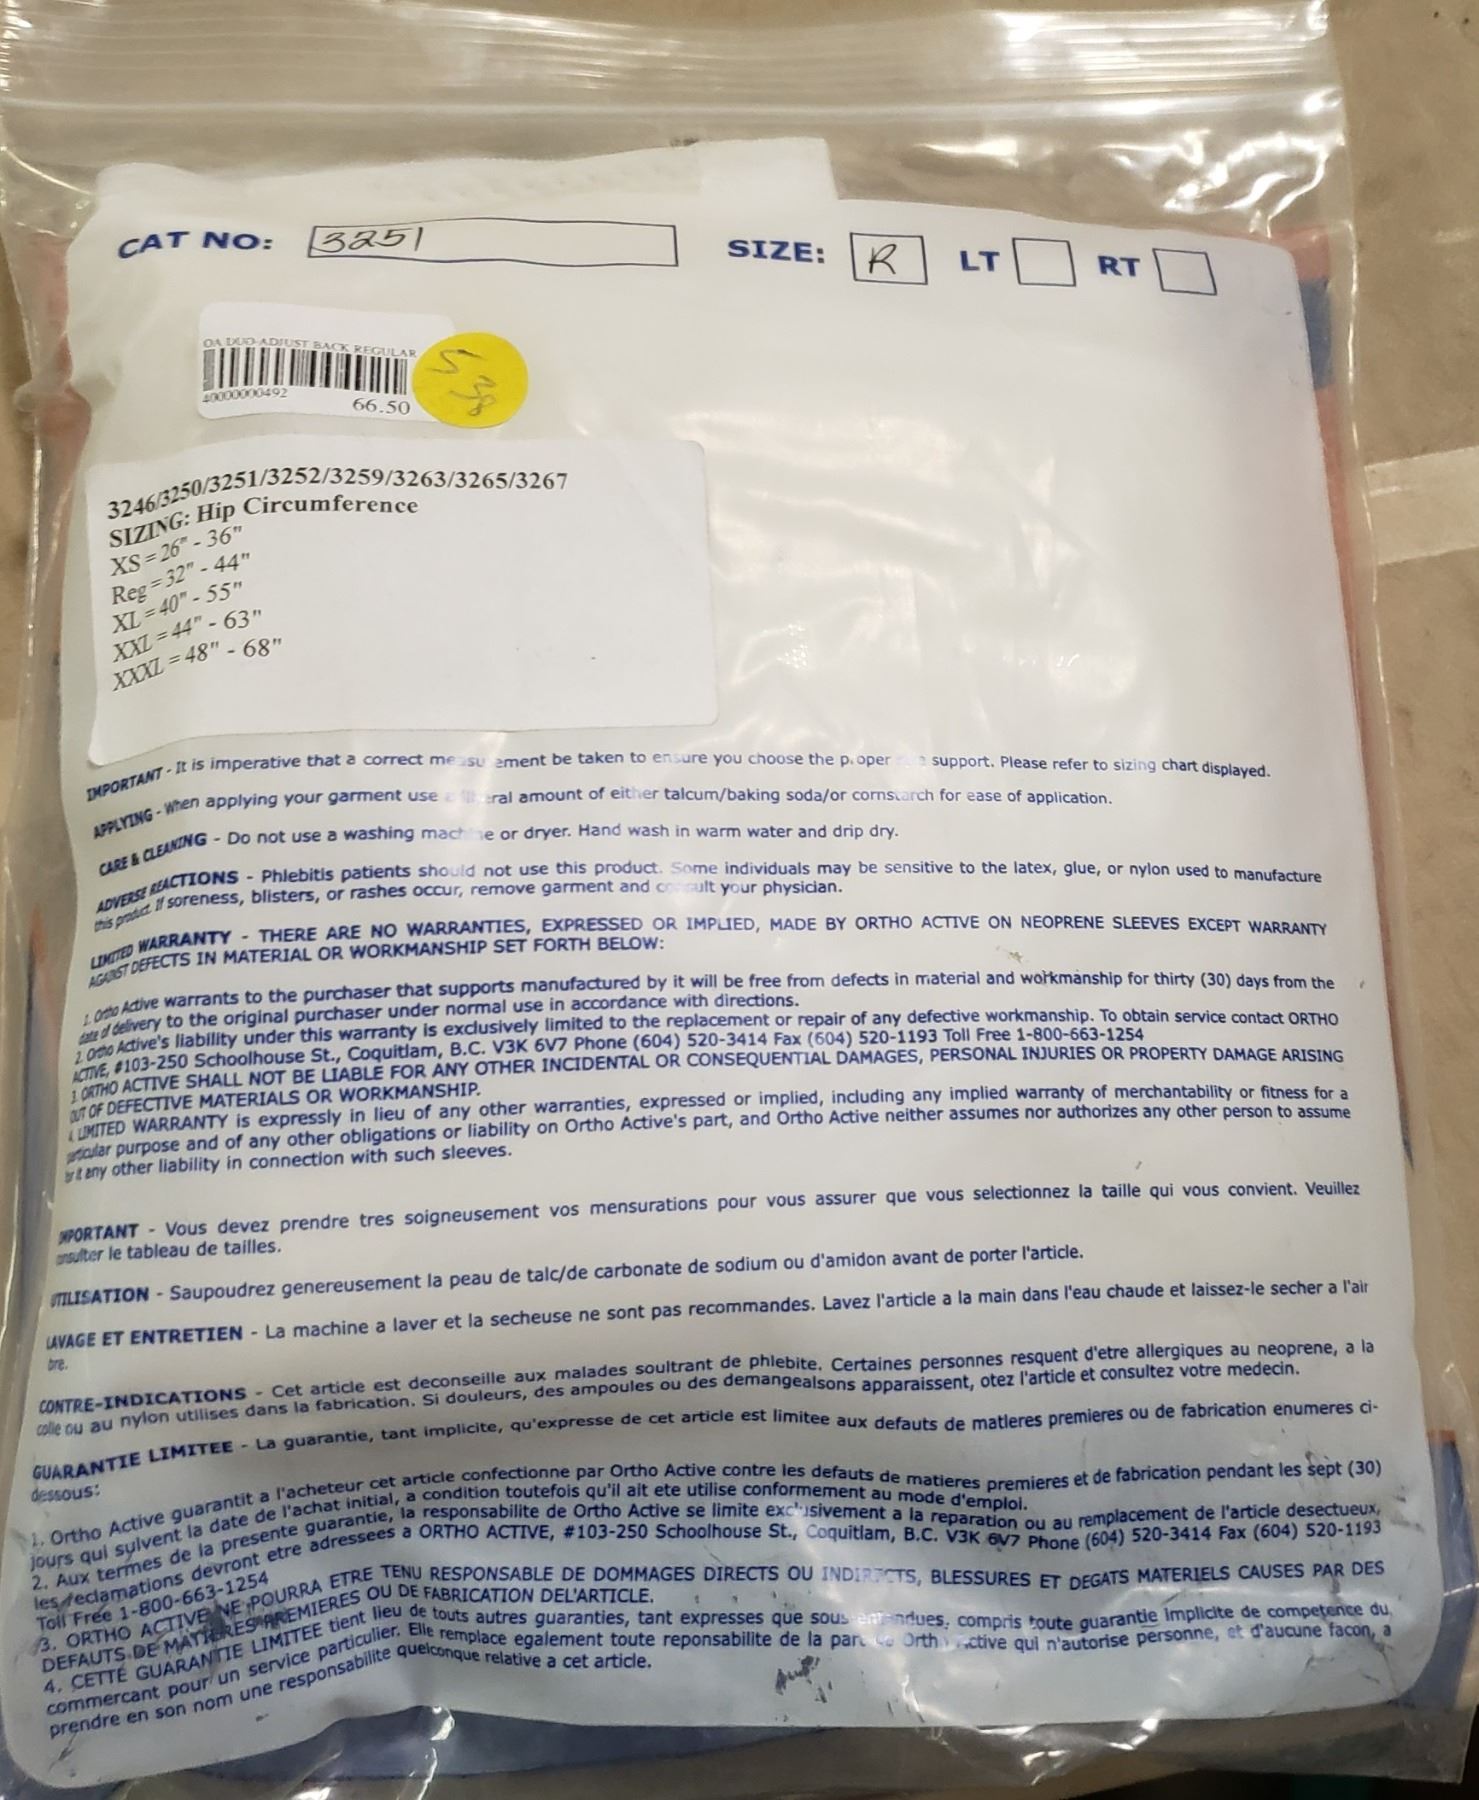 CAT NO: 3251 SIZE: R LT RT
OA DUO-ADJUST BACK REGULAR
40000000492
66.50
3246/3250/3251/3252/3259/3263/3265/3267
SIZING: Hip Circumference
XS = 26" - 36"
Reg = 32" - 44"
XL = 40" - 55"
XXL = 44" - 63"
XXXL = 48" - 68"
IMPORTANT - It is imperative that a correct measurement be taken to ensure you choose the proper support. Please refer to sizing chart displayed.
APPLYING - When applying your garment use a liberal amount of either talcum/baking soda/or cornstarch for ease of application.
CARE & CLEANING - Do not use a washing machine or dryer. Hand wash in warm water and drip dry.
ADVERSE REACTIONS - Phlebitis patients should not use this product. Some individuals may be sensitive to the latex, glue, or nylon used to manufacture
this product. If soreness, blisters, or rashes occur, remove garment and consult your physician.
LIMITED WARRANTY - THERE ARE NO WARRANTIES, EXPRESSED OR IMPLIED, MADE BY ORTHO ACTIVE ON NEOPRENE SLEEVES EXCEPT WARRANTY
AGAINST DEFECTS IN MATERIAL OR WORKMANSHIP SET FORTH BELOW:
1. Ortho Active warrants to the purchaser that supports manufactured by it will be free from defects in material and workmanship for thirty (30) days from the
date of delivery to the original purchaser under normal use in accordance with directions.
2. Ortho Active's liability under this warranty is exclusively limited to the replacement or repair of any defective workmanship. To obtain service contact ORTHO
ACTIVE, #103-250 Schoolhouse St., Coquitlam, B.C. V3K 6V7 Phone (604) 520-3414 Fax (604) 520-1193 Toll Free 1-800-663-1254
3. ORTHO ACTIVE SHALL NOT BE LIABLE FOR ANY OTHER INCIDENTAL OR CONSEQUENTIAL DAMAGES, PERSONAL INJURIES OR PROPERTY DAMAGE ARISING
OUT OF DEFECTIVE MATERIALS OR WORKMANSHIP.
4. LIMITED WARRANTY is expressly in lieu of any other warranties, expressed or implied, including any implied warranty of merchantability or fitness for a
particular purpose and of any other obligations or liability on Ortho Active's part, and Ortho Active neither assumes nor authorizes any other person to assume
for it any other liability in connection with such sleeves.
IMPORTANT - Vous devez prendre tres soigneusement vos mensurations pour vous assurer que vous selectionnez la taille qui vous convient. Veuillez
consulter le tableau de tailles.
UTILISATION - Saupoudrez genereusement la peau de talc/de carbonate de sodium ou d'amidon avant de porter l'article.
LAVAGE ET ENTRETIEN - La machine a laver et la secheuse ne sont pas recommandes. Lavez l'article a la main dans l'eau chaude et laissez-le secher a l'air
bre.
CONTRE-INDICATIONS - Cet article est deconseille aux malades soultrant de phlebite. Certaines personnes resquent d'etre allergiques au neoprene, a la
colle ou au nylon utilises dans la fabrication. Si douleurs, des ampoules ou des demangealsons apparaissent, otez l'article et consultez votre medecin.
GUARANTIE LIMITEE - La guarantie, tant implicite, qu'expresse de cet article est limitee aux defauts de matleres premieres ou de fabrication enumeres ci-
dessous:
1. Ortho Active guarantit a l'acheteur cet article confectionne par Ortho Active contre les defauts de matieres premieres et de fabrication pendant les sept (30)
jours qui sulvent la date de l'achat initial, a condition toutefois qu'il ait ete utilise conformement au mode d'emploi.
2. Aux termes de la presente guarantie, la responsabilite de Ortho Active se limite exclusivement a la reparation ou au remplacement de l'article desectueux,
les reclamations devront etre adressees a ORTHO ACTIVE, #103-250 Schoolhouse St., Coquitlam, B.C. V3K 6V7 Phone (604) 520-3414 Fax (604) 520-1193
Toll Free 1-800-663-1254
3. ORTHO ACTIVE NE POURRA ETRE TENU RESPONSABLE DE DOMMAGES DIRECTS OU INDIRECTS, BLESSURES ET DEGATS MATERIELS CAUSES PAR DES
DEFAUTS DE MATIERES PREMIERES OU DE FABRICATION DEL'ARTICLE.
4. CETTE GUARANTIE LIMITEE tient lieu de touts autres guaranties, tant expresses que sous-entendues, compris toute guarantie Implicite de competence du
commercant pour un service particulier. Elle remplace egalement toute reponsabilite de la part de Ortho Active qui n'autorise personne, et d'aucune facon, a
prendre en son nom une responsabilite quelconque relative a cet article.